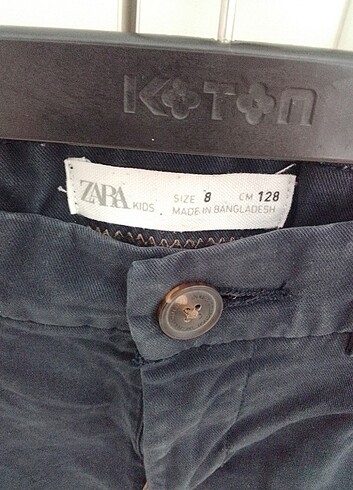 KOTON
ZARA KIDS SIZE 8 CM 128
MADE IN BANGLADESH